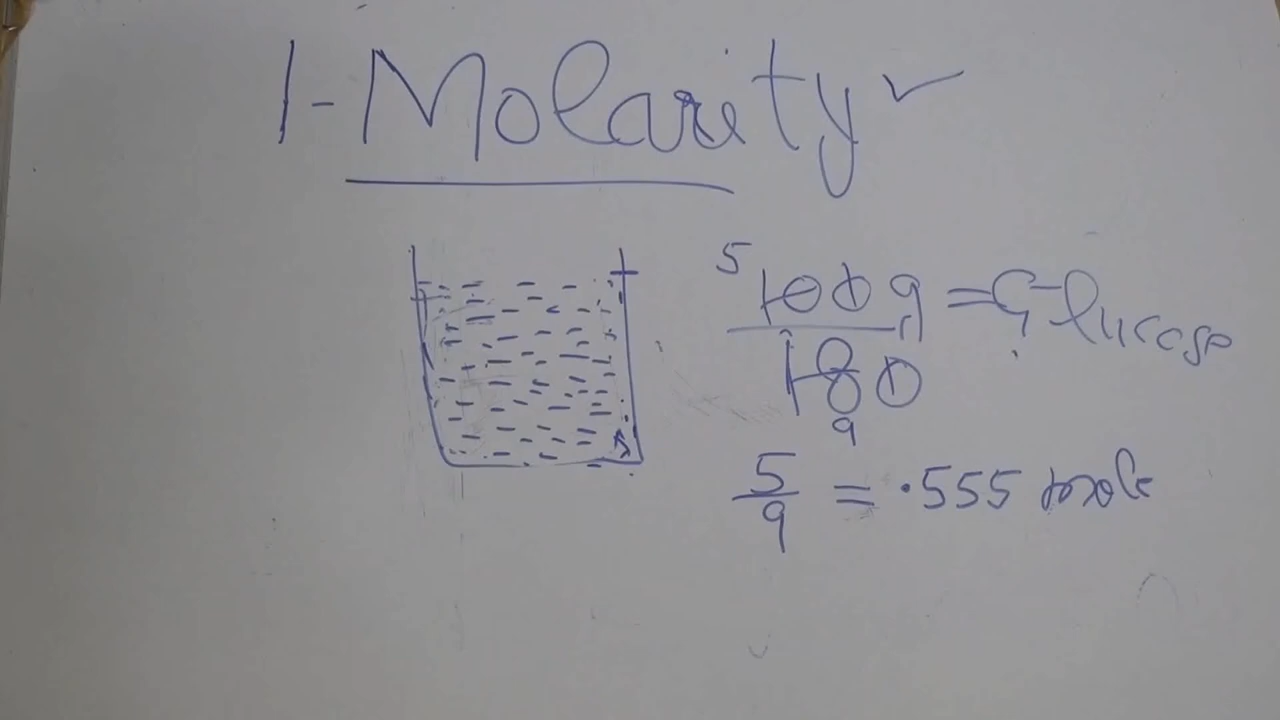 1-Molarity ✓
5
100g = Glucose
180
9
5/9 = .555 mole